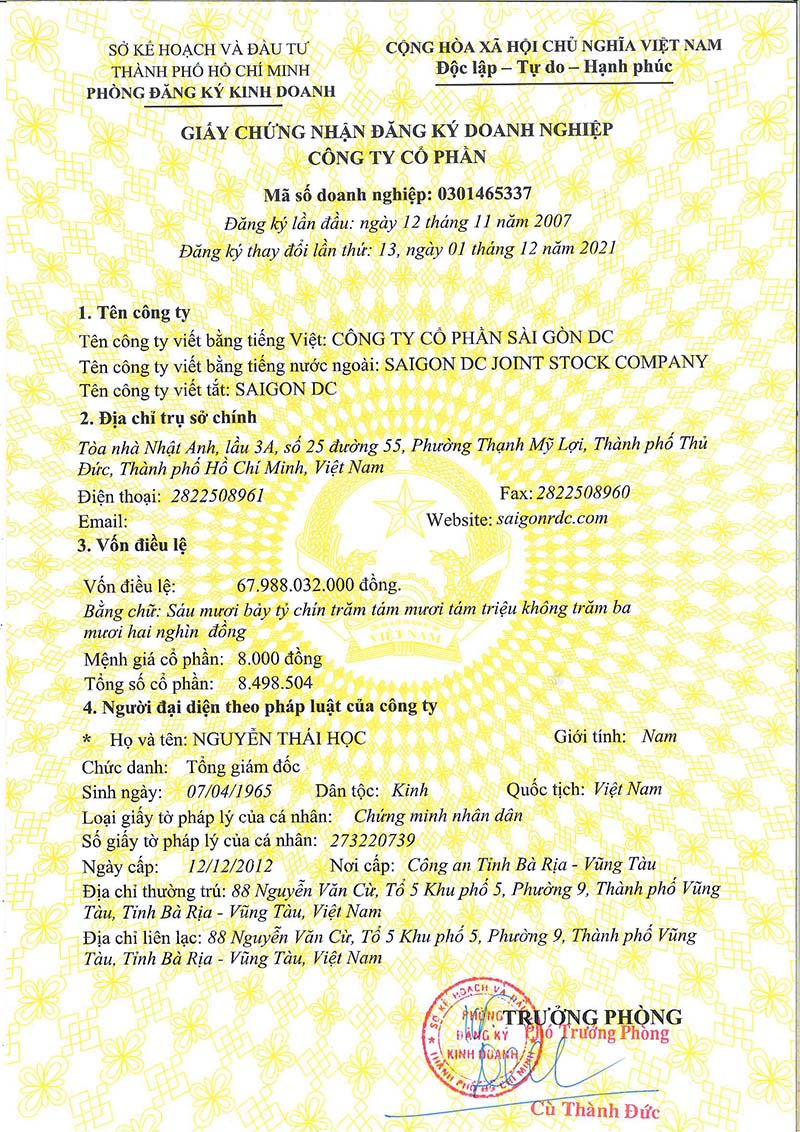 SỞ KẾ HOẠCH VÀ ĐẦU TƯ
THÀNH PHỐ HỒ CHÍ MINH
PHÒNG ĐĂNG KÝ KINH DOANH
CỘNG HÒA XÃ HỘI CHỦ NGHĨA VIỆT NAM
Độc lập – Tự do – Hạnh phúc
GIẤY CHỨNG NHẬN ĐĂNG KÝ DOANH NGHIỆP
CÔNG TY CỔ PHẦN
Mã số doanh nghiệp: 0301465337
Đăng ký lần đầu: ngày 12 tháng 11 năm 2007
Đăng ký thay đổi lần thứ: 13, ngày 01 tháng 12 năm 2021
1. Tên công ty
Tên công ty viết bằng tiếng Việt: CÔNG TY CỔ PHẦN SÀI GÒN DC
Tên công ty viết bằng tiếng nước ngoài: SAIGON DC JOINT STOCK COMPANY
Tên công ty viết tắt: SAIGON DC
2. Địa chỉ trụ sở chính
Tòa nhà Nhật Anh, lầu 3A, số 25 đường 55, Phường Thạnh Mỹ Lợi, Thành phố Thủ
Đức, Thành phố Hồ Chí Minh, Việt Nam
Điện thoại: 2822508961 Fax: 2822508960
Email: Website: saigonrdc.com
3. Vốn điều lệ
Vốn điều lệ: 67.988.032.000 đồng.
Bằng chữ: Sáu mươi bảy tỷ chín trăm tám mươi tám triệu không trăm ba
mươi hai nghìn đồng
Mệnh giá cổ phần: 8.000 đồng
Tổng số cổ phần: 8.498.504
4. Người đại diện theo pháp luật của công ty
* Họ và tên: NGUYỄN THÁI HỌC Giới tính: Nam
Chức danh: Tổng giám đốc
Sinh ngày: 07/04/1965 Dân tộc: Kinh Quốc tịch: Việt Nam
Loại giấy tờ pháp lý của cá nhân: Chứng minh nhân dân
Số giấy tờ pháp lý của cá nhân: 273220739
Ngày cấp: 12/12/2012 Nơi cấp: Công an Tỉnh Bà Rịa - Vũng Tàu
Địa chỉ thường trú: 88 Nguyễn Văn Cừ, Tổ 5 Khu phố 5, Phường 9, Thành phố Vũng
Tàu, Tỉnh Bà Rịa - Vũng Tàu, Việt Nam
Địa chỉ liên lạc: 88 Nguyễn Văn Cừ, Tổ 5 Khu phố 5, Phường 9, Thành phố Vũng
Tàu, Tỉnh Bà Rịa - Vũng Tàu, Việt Nam
VIỆT NAM
TRƯỞNG PHÒNG
Phó Trưởng Phòng
SỞ KẾ HOẠCH VÀ ĐẦU
PHÒNG
ĐĂNG KÝ
KINH DOANH
THÀNH PHỐ HỒ CHÍ MINH
Cù Thành Đức